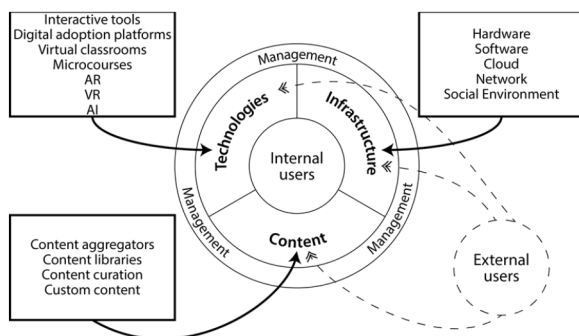 Interactive tools
Digital adoption platforms
Virtual classrooms
Microcourses
AR
VR
AI
Hardware
Software
Cloud
Network
Social Environment
Management
Technologies
Infrastructure
Internal
users
Management
Management
Content
Content aggregators
Content libraries
Content curation
Custom content
External
users